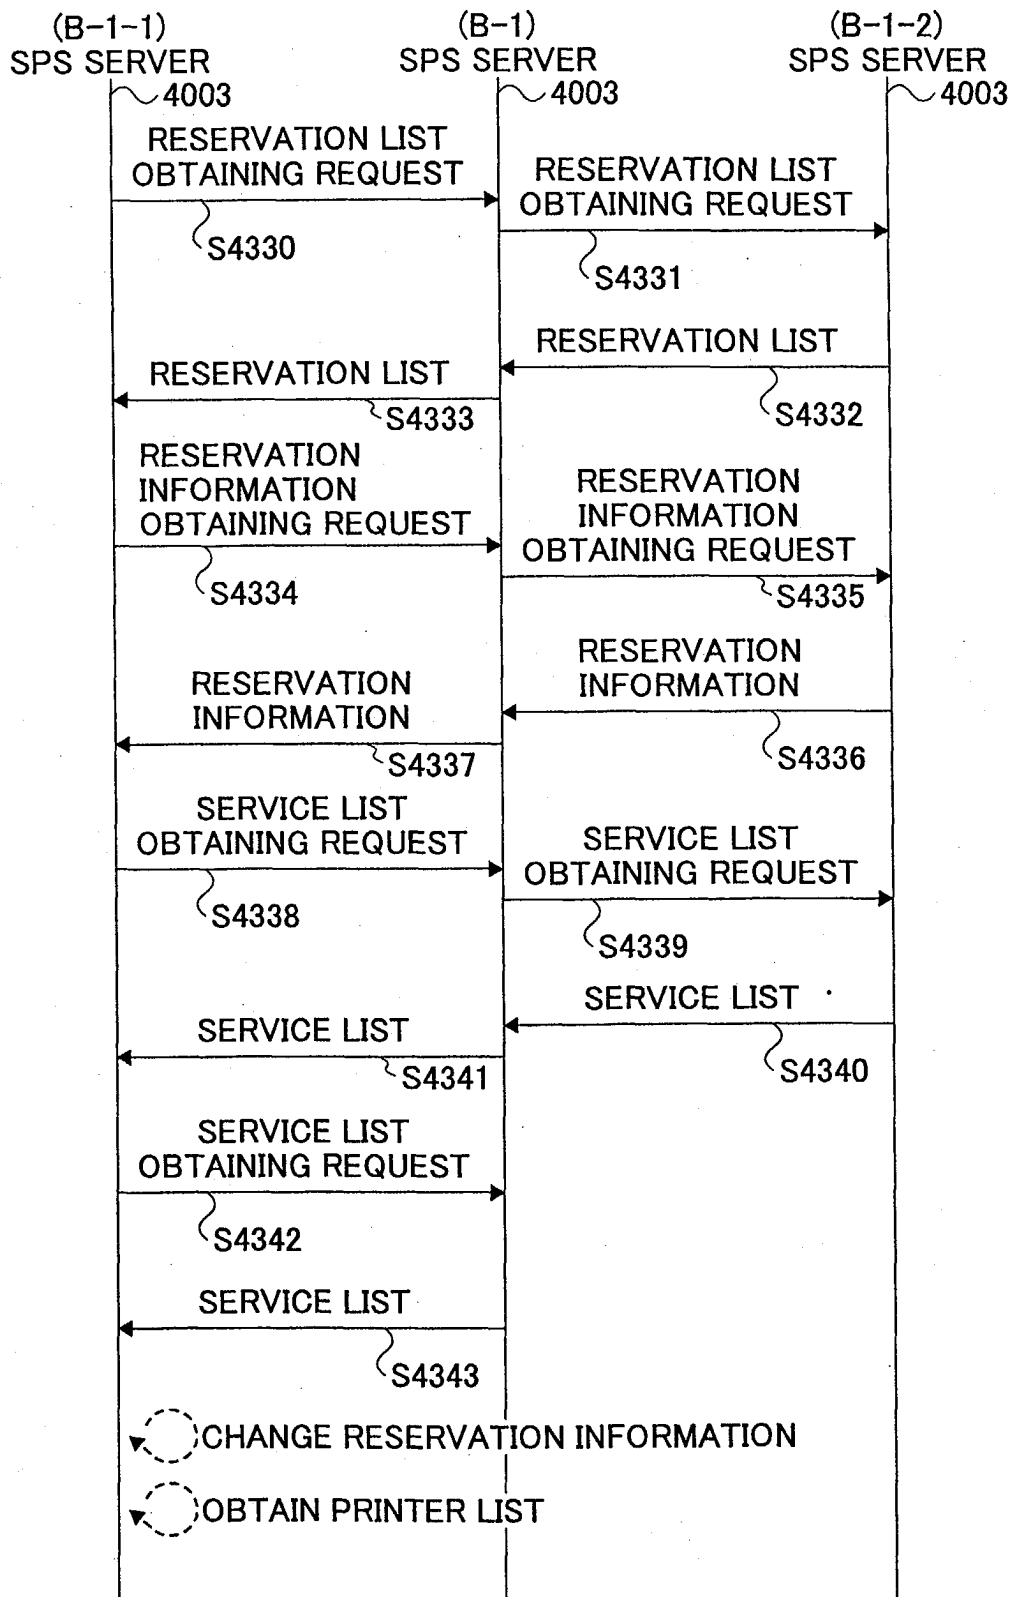 (B-1-1)
SPS SERVER
4003
(B-1)
SPS SERVER
4003
(B-1-2)
SPS SERVER
4003
RESERVATION LIST
OBTAINING REQUEST
S4330
RESERVATION LIST
OBTAINING REQUEST
S4331
RESERVATION LIST
S4332
RESERVATION LIST
S4333
RESERVATION
INFORMATION
OBTAINING REQUEST
S4334
RESERVATION
INFORMATION
OBTAINING REQUEST
S4335
RESERVATION
INFORMATION
S4336
RESERVATION
INFORMATION
S4337
SERVICE LIST
OBTAINING REQUEST
S4338
SERVICE LIST
OBTAINING REQUEST
S4339
SERVICE LIST
S4340
SERVICE LIST
S4341
SERVICE LIST
OBTAINING REQUEST
S4342
SERVICE LIST
S4343
CHANGE RESERVATION INFORMATION
OBTAIN PRINTER LIST